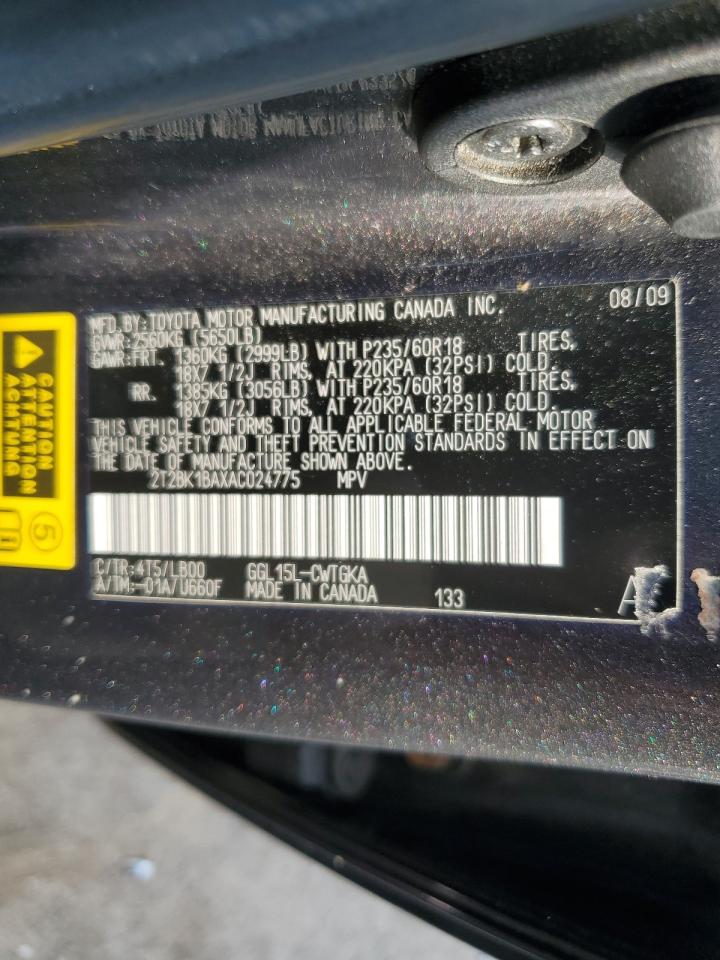 MFD.BY:TOYOTA MOTOR MANUFACTURING CANADA INC. 08/09
GVWR:2560KG (5650LB)
GAWR:FRT. 1360KG (2999LB) WITH P235/60R18 TIRES,
18X7 1/2J RIMS, AT 220KPA (32PSI) COLD.
RR. 1385KG (3056LB) WITH P235/60R18 TIRES,
18X7 1/2J RIMS, AT 220KPA (32PSI) COLD.
THIS VEHICLE CONFORMS TO ALL APPLICABLE FEDERAL MOTOR
VEHICLE SAFETY AND THEFT PREVENTION STANDARDS IN EFFECT ON
THE DATE OF MANUFACTURE SHOWN ABOVE.
2T2BK1BAXAC024775 MPV
C/TR:4T5/LB00 GGL15L-CWTGKA
A/TM:-01A/U660F MADE IN CANADA 133
CAUTION
ATTENTION
ACHTUNG
5